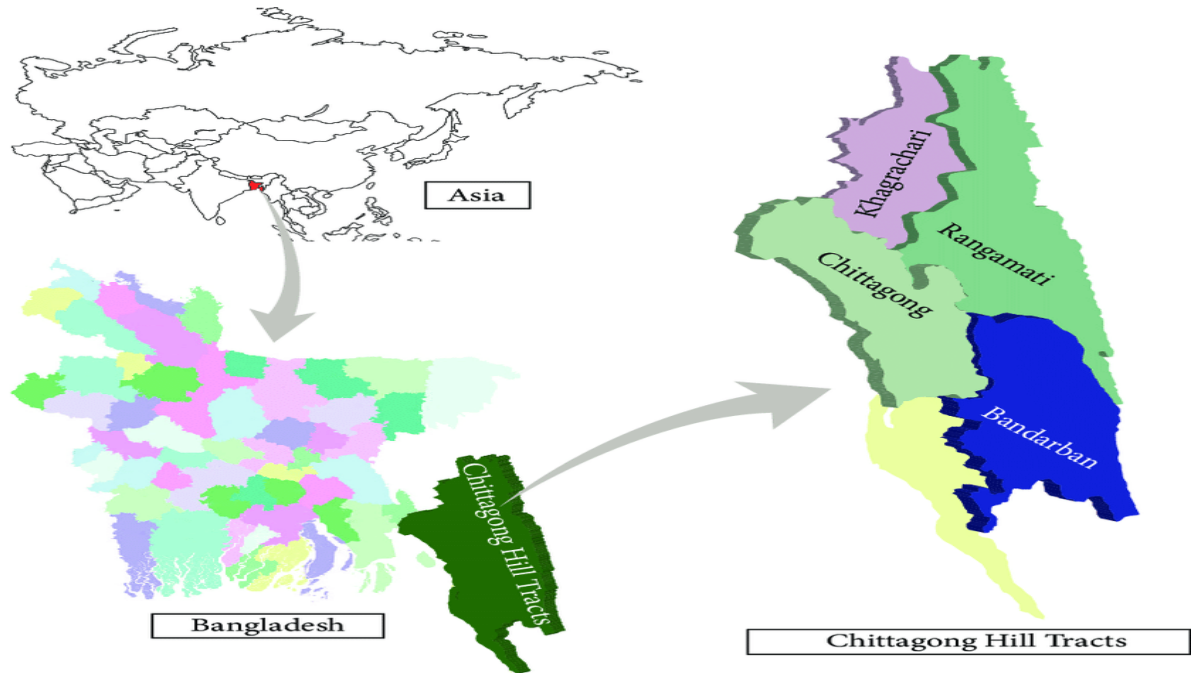 Asia
Khagrachari
Rangamati
Chittagong
Bandarban
Chittagong Hill Tracts
Bangladesh
Chittagong Hill Tracts